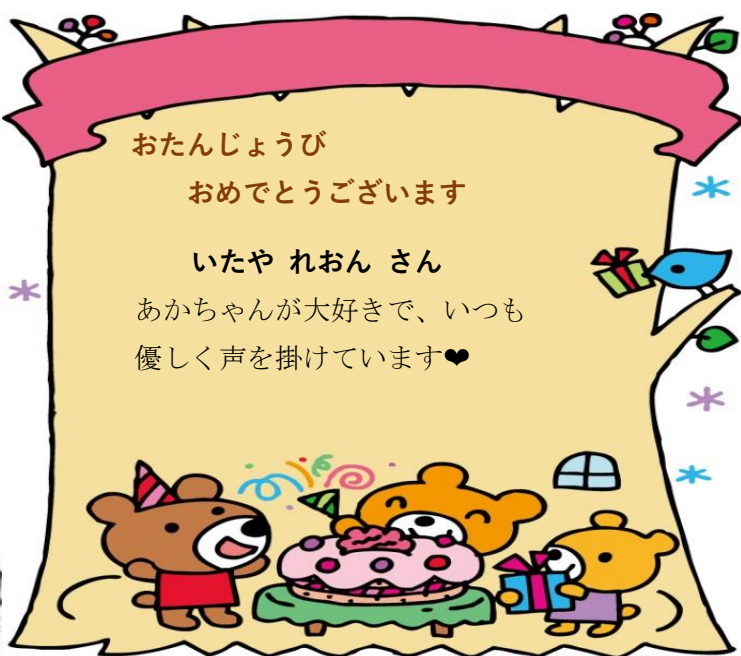 おたんじょうび
おめでとうございます
いたや れおん さん
あかちゃんが大好きで、いつも
優しく声を掛けています❤